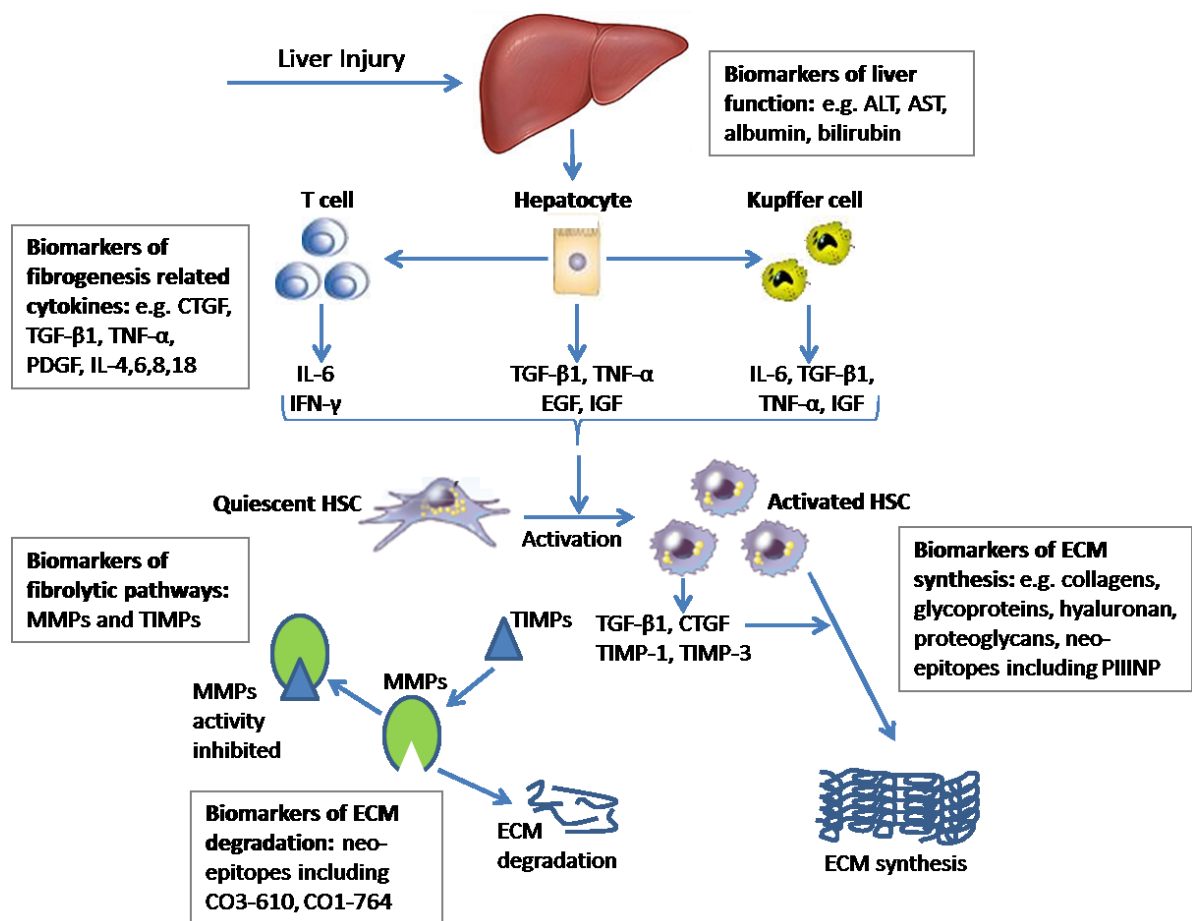 Liver Injury
Biomarkers of liver
function: e.g. ALT, AST,
albumin, bilirubin
T cell
Hepatocyte
Kupffer cell
Biomarkers of
fibrogenesis related
cytokines: e.g. CTGF,
TGF-β1, TNF-α,
PDGF, IL-4,6,8,18
IL-6
IFN-γ
TGF-β1, TNF-α
EGF, IGF
IL-6, TGF-β1,
TNF-α, IGF
Quiescent HSC
Activation
Activated HSC
Biomarkers of
fibrolytic pathways:
MMPs and TIMPs
Biomarkers of ECM
synthesis: e.g. collagens,
glycoproteins, hyaluronan,
proteoglycans, neo-
epitopes including PIIINP
TIMPs
TGF-β1, CTGF
TIMP-1, TIMP-3
MMPs
activity
inhibited
MMPs
Biomarkers of ECM
degradation: neo-
epitopes including
CO3-610, CO1-764
ECM
degradation
ECM synthesis